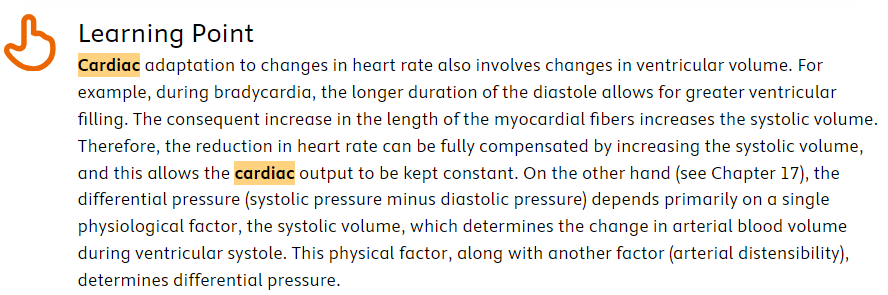 Learning Point
Cardiac adaptation to changes in heart rate also involves changes in ventricular volume. For
example, during bradycardia, the longer duration of the diastole allows for greater ventricular
filling. The consequent increase in the length of the myocardial fibers increases the systolic volume.
Therefore, the reduction in heart rate can be fully compensated by increasing the systolic volume,
and this allows the cardiac output to be kept constant. On the other hand (see Chapter 17), the
differential pressure (systolic pressure minus diastolic pressure) depends primarily on a single
physiological factor, the systolic volume, which determines the change in arterial blood volume
during ventricular systole. This physical factor, along with another factor (arterial distensibility),
determines differential pressure.